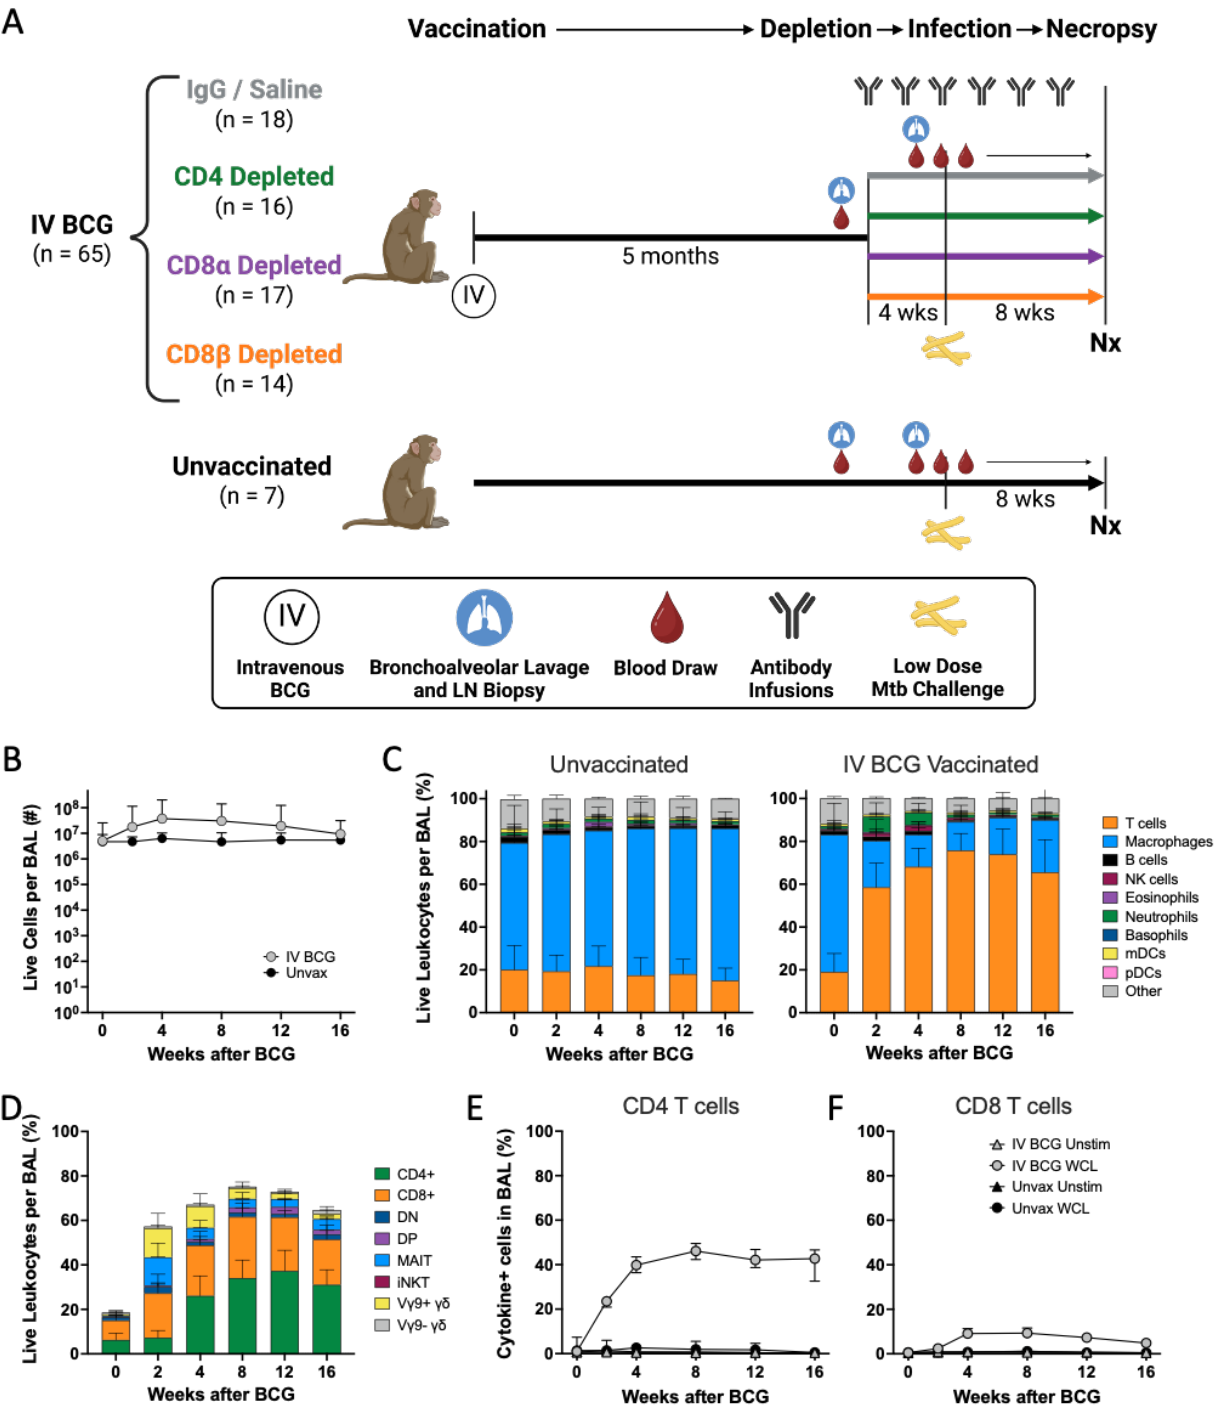 A
Vaccination
Depletion
Infection
Necropsy
IgG / Saline
(n = 18)
CD4 Depleted
(n = 16)
IV BCG
(n = 65)
CD8α Depleted
(n = 17)
CD8β Depleted
(n = 14)
IV
5 months
4 wks
8 wks
Nx
Unvaccinated
(n = 7)
8 wks
Nx
IV
Intravenous
BCG
Bronchoalveolar Lavage
and LN Biopsy
Blood Draw
Antibody
Infusions
Low Dose
Mtb Challenge
B
Live Cells per BAL (#)
10⁸
10⁷
10⁶
10⁵
10⁴
10³
10²
10¹
10⁰
IV BCG
Unvax
0 4 8 12 16
Weeks after BCG
C
Unvaccinated
IV BCG Vaccinated
Live Leukocytes per BAL (%)
100
80
60
40
20
0
0 2 4 8 12 16
Weeks after BCG
100
80
60
40
20
0
0 2 4 8 12 16
Weeks after BCG
T cells
Macrophages
B cells
NK cells
Eosinophils
Neutrophils
Basophils
mDCs
pDCs
Other
D
Live Leukocytes per BAL (%)
100
80
60
40
20
0
0 2 4 8 12 16
Weeks after BCG
CD4+
CD8+
DN
DP
MAIT
iNKT
Vγ9+ γδ
Vγ9- γδ
E
CD4 T cells
Cytokine+ cells in BAL (%)
100
80
60
40
20
0
0 4 8 12 16
Weeks after BCG
F
CD8 T cells
100
80
60
40
20
0
0 4 8 12 16
Weeks after BCG
IV BCG Unstim
IV BCG WCL
Unvax Unstim
Unvax WCL